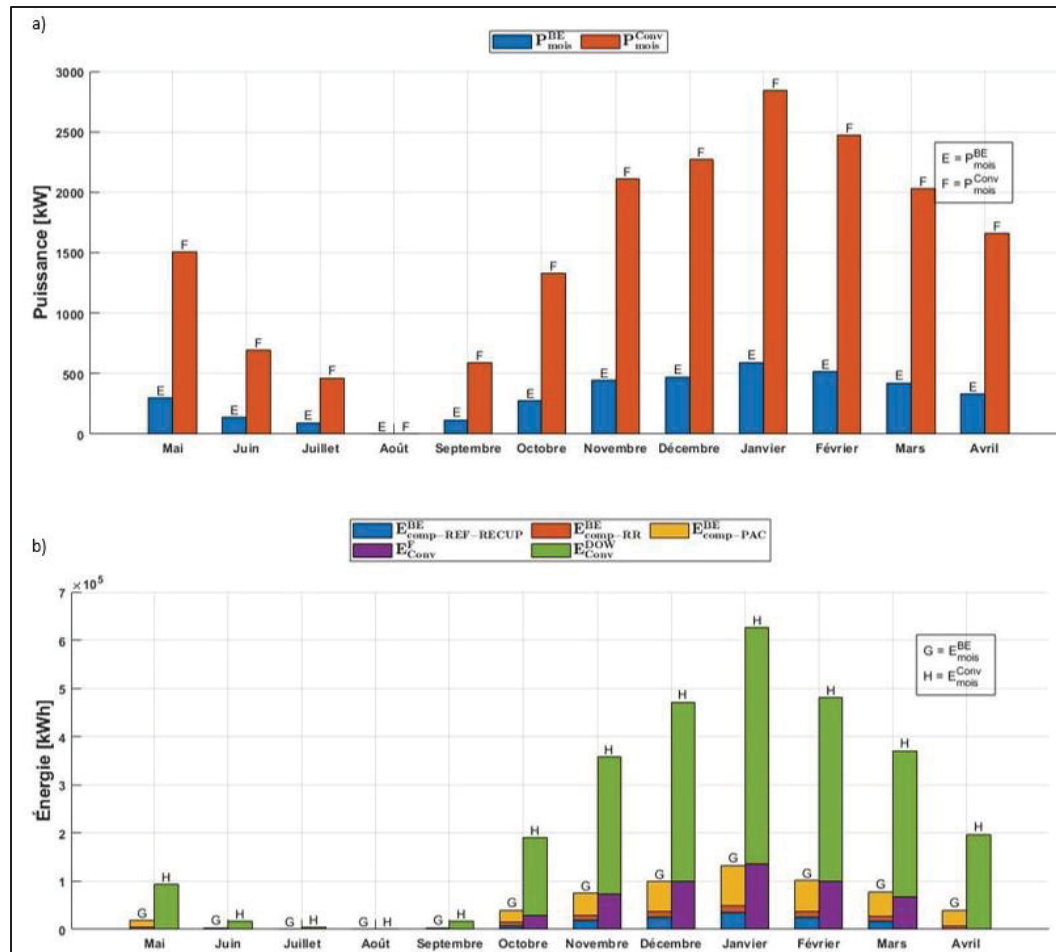 a)
P^BE_mois P^Conv_mois
3000
2500
2000
1500
1000
500
0
Puissance [kW]
E = P^BE_mois
F = P^Conv_mois
E F E F E F E F E F E F E F E F E F E F E F E F
Mai Juin Juillet Août Septembre Octobre Novembre Décembre Janvier Février Mars Avril
b)
E^BE_comp-REF-RECUP E^BE_comp-RR E^BE_comp-PAC
E^F_Conv E^DOW_Conv
×10^5
7
6
5
4
3
2
1
0
Énergie [kWh]
G = E^BE_mois
H = E^Conv_mois
G H G H G H G H G H G H G H G H G H G H G H G H
Mai Juin Juillet Août Septembre Octobre Novembre Décembre Janvier Février Mars Avril